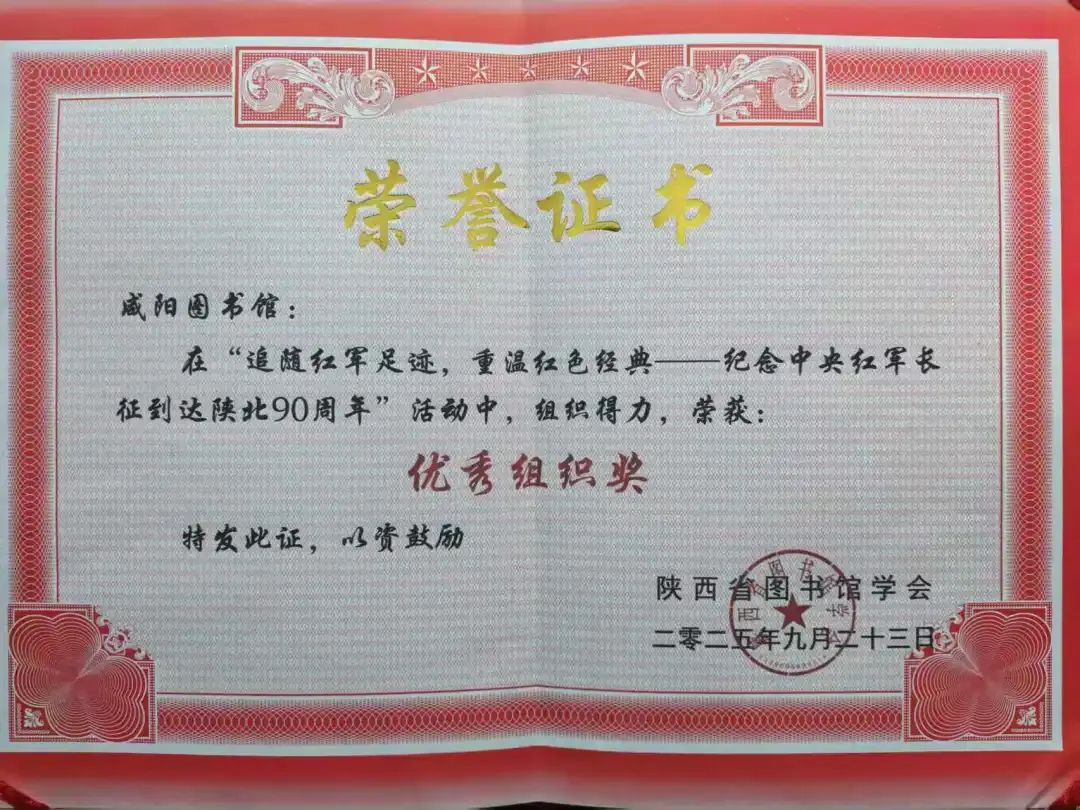 荣誉证书
咸阳图书馆：
在“追随红军足迹，重温红色经典——纪念中央红军长
征到达陕北90周年”活动中，组织得力，荣获：
优秀组织奖
特发此证，以资鼓励
陕西省图书馆学会
二零二五年九月二十三日